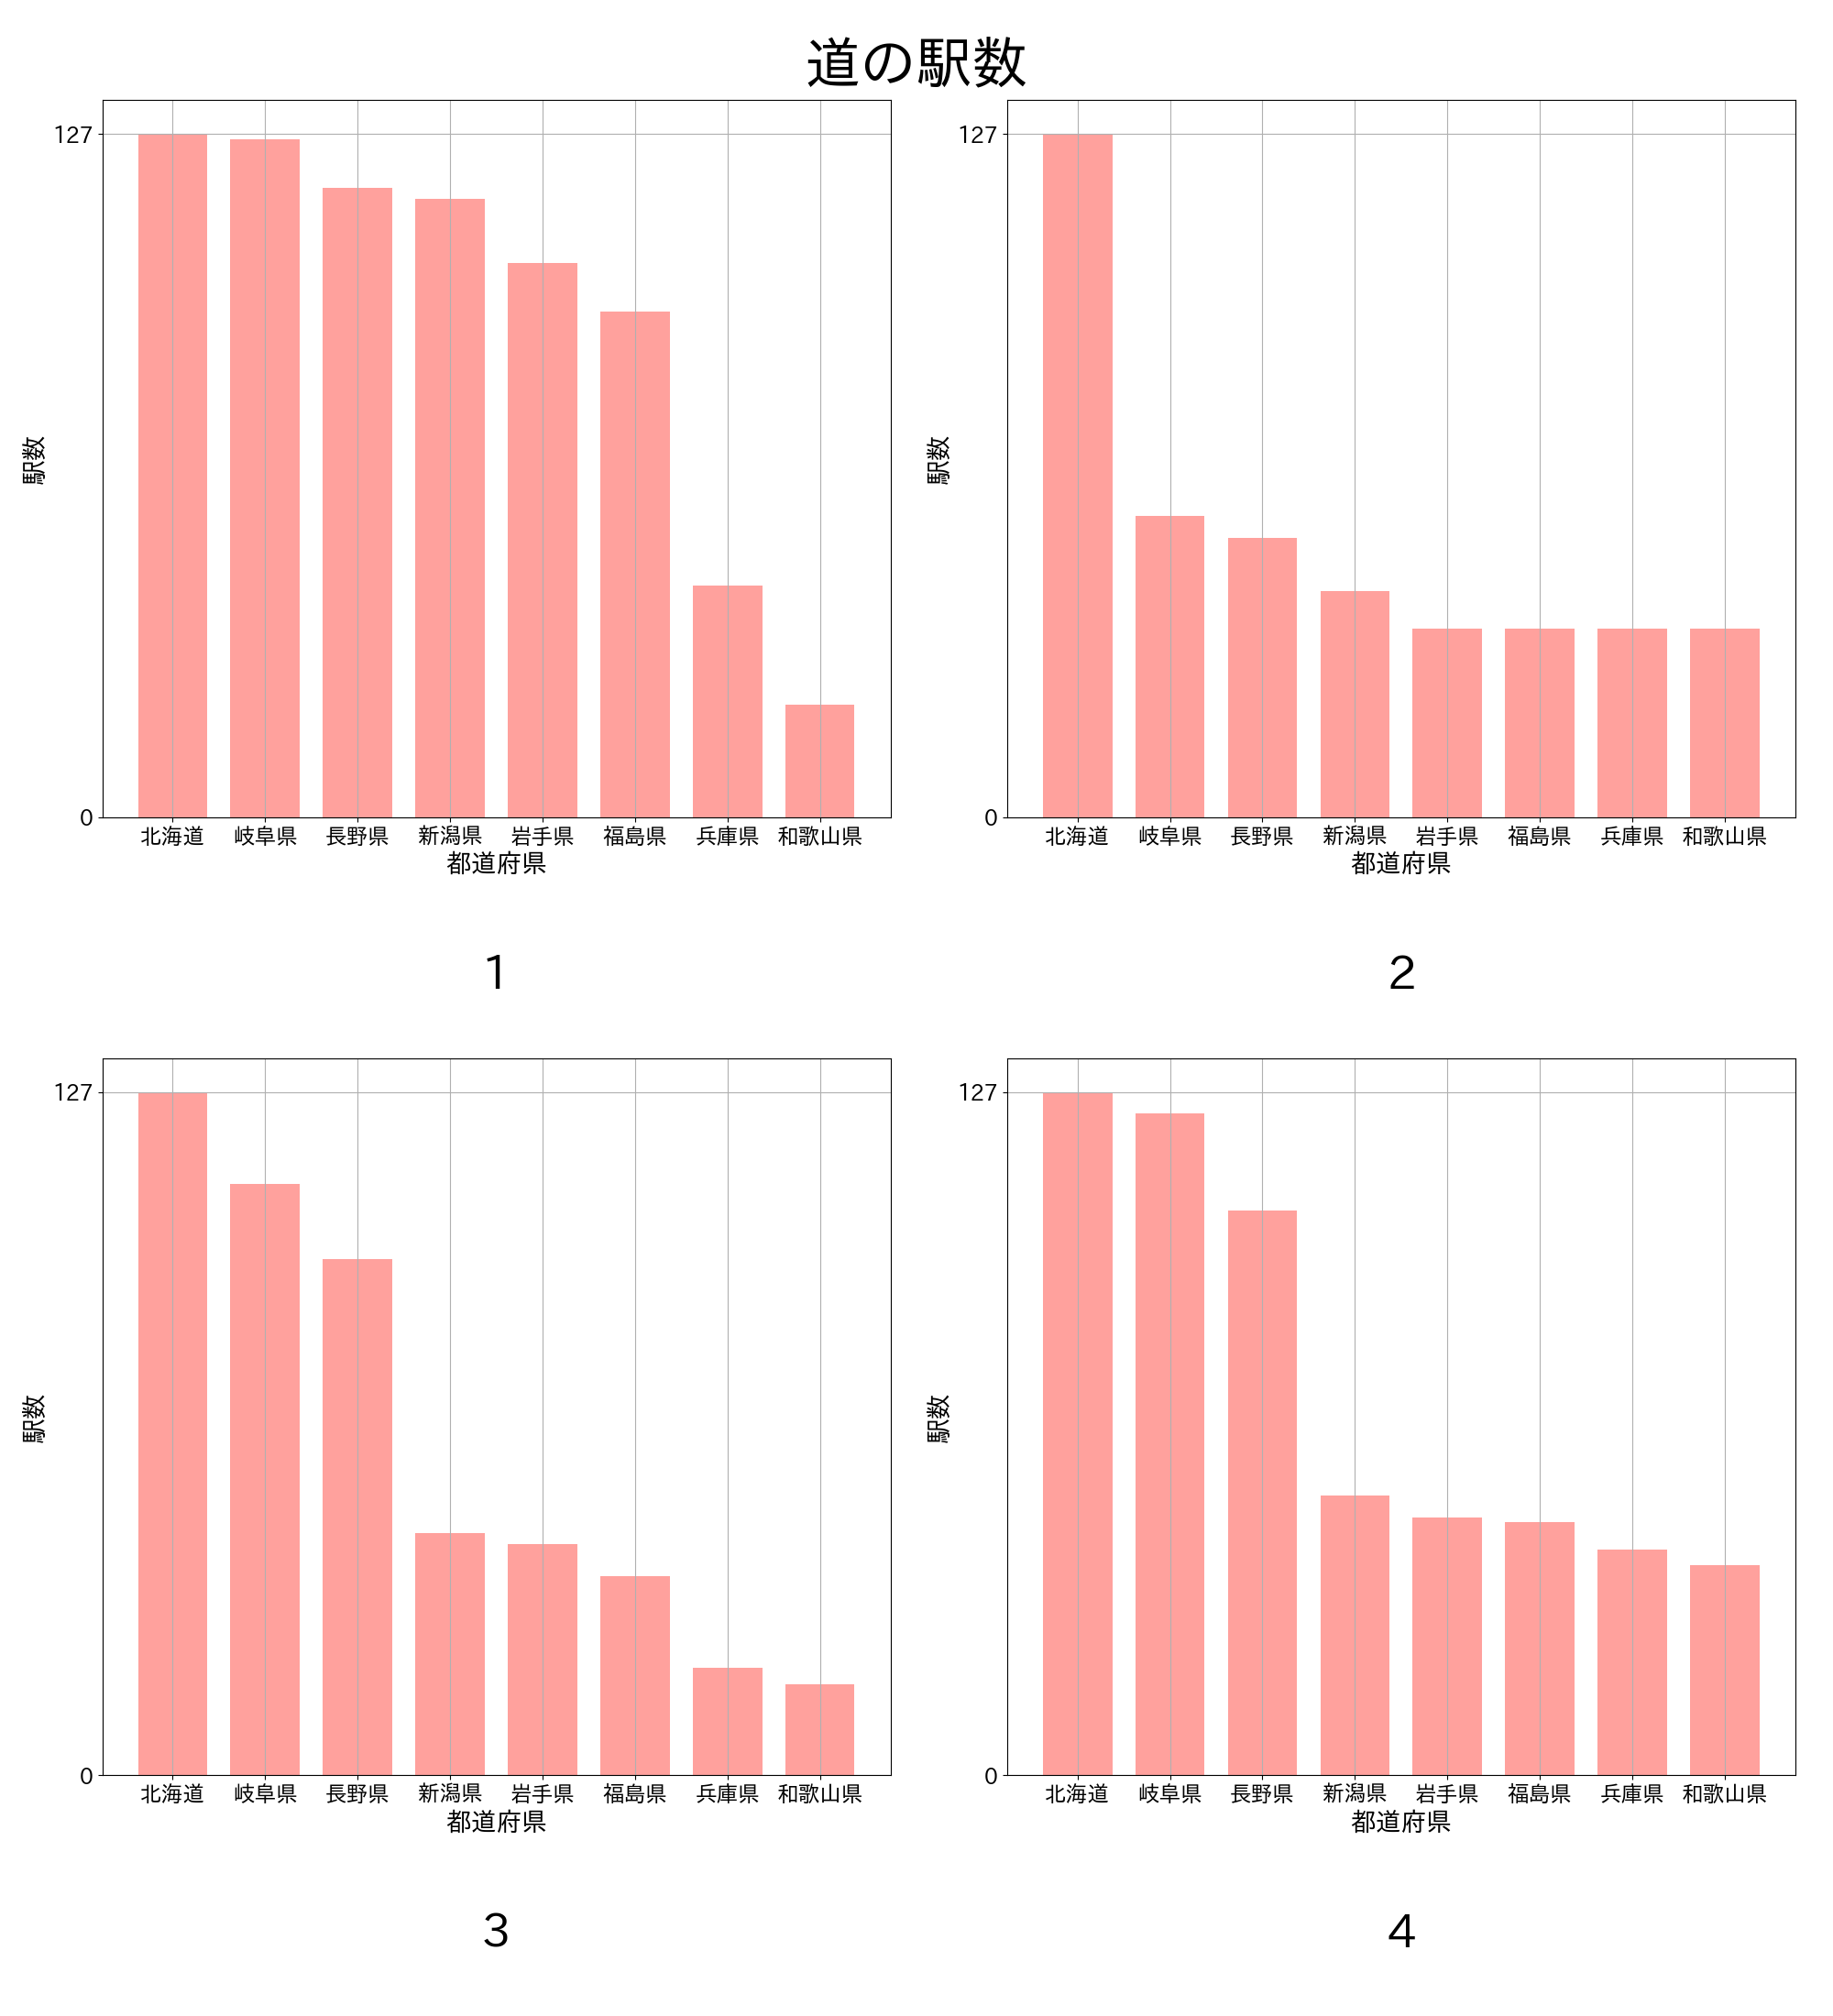 道の駅数
127
駅数
0
北海道 岐阜県 長野県 新潟県 岩手県 福島県 兵庫県 和歌山県
都道府県
1
127
駅数
0
北海道 岐阜県 長野県 新潟県 岩手県 福島県 兵庫県 和歌山県
都道府県
2
127
駅数
0
北海道 岐阜県 長野県 新潟県 岩手県 福島県 兵庫県 和歌山県
都道府県
3
127
駅数
0
北海道 岐阜県 長野県 新潟県 岩手県 福島県 兵庫県 和歌山県
都道府県
4